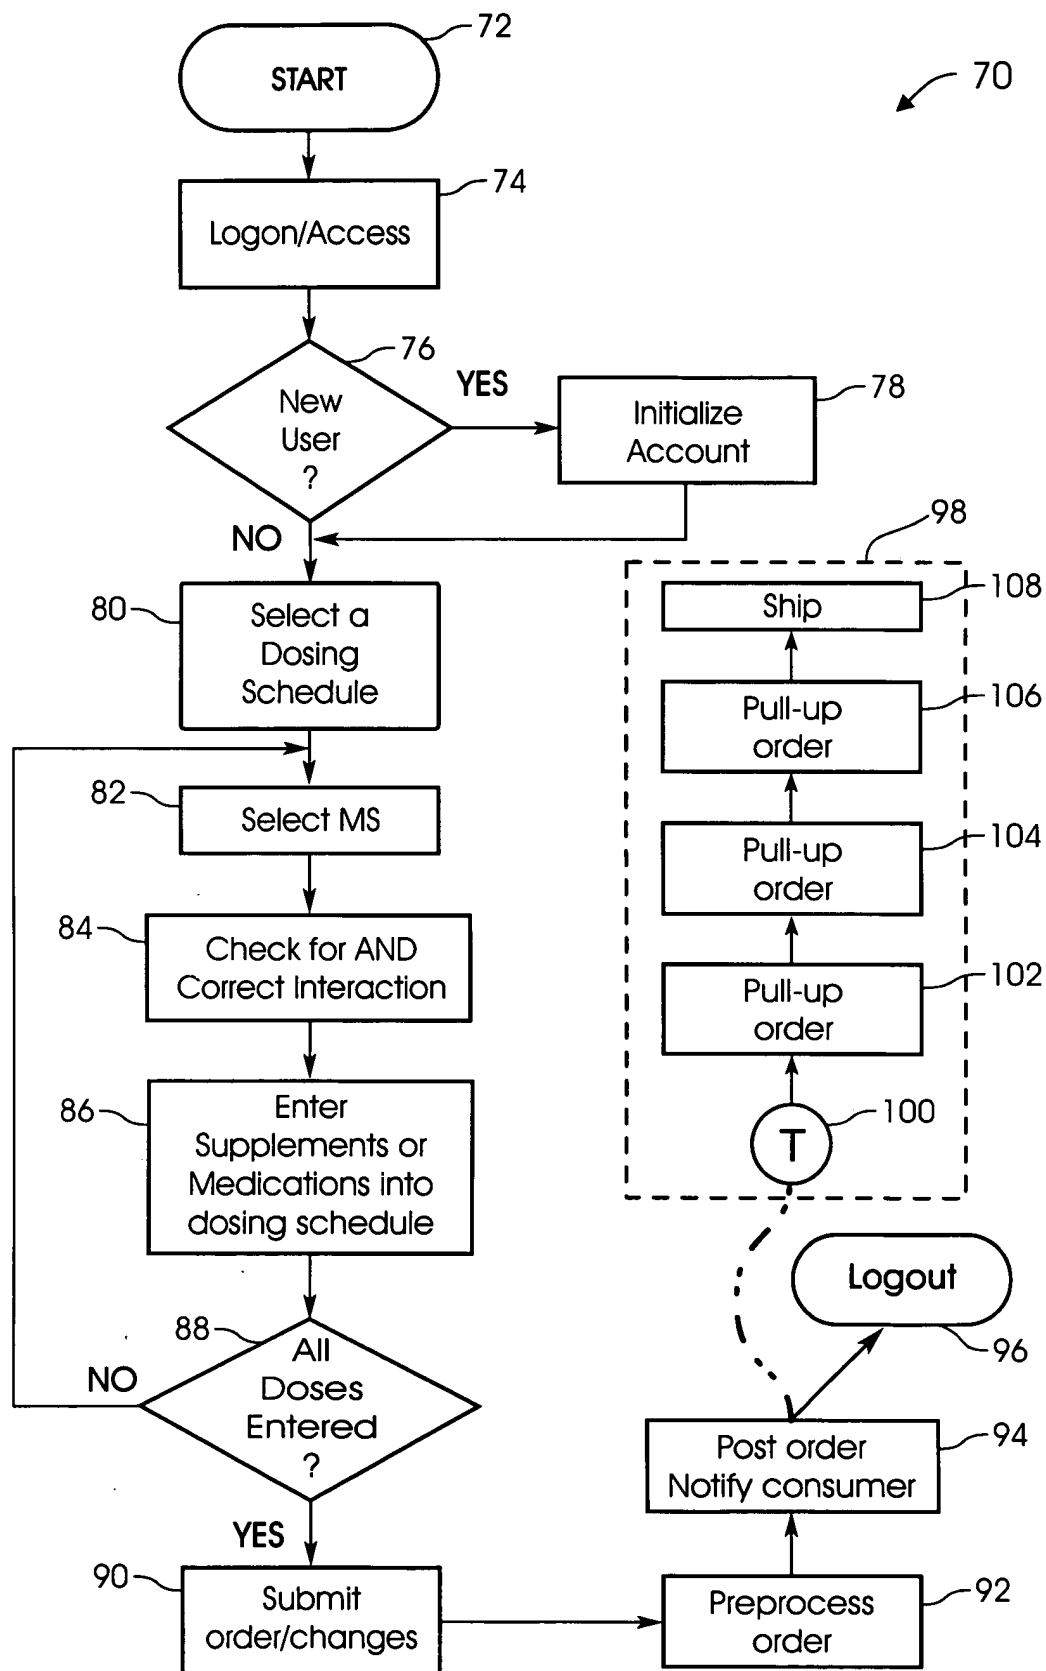 72
START
70
74
Logon/Access
76
New
User
?
YES
78
Initialize
Account
NO
80
Select a
Dosing
Schedule
82
Select MS
84
Check for AND
Correct Interaction
86
Enter
Supplements or
Medications into
dosing schedule
88
All
Doses
Entered
?
NO
YES
90
Submit
order/changes
98
108
Ship
106
Pull-up
order
104
Pull-up
order
102
Pull-up
order
100
T
Logout
96
94
Post order
Notify consumer
92
Preprocess
order